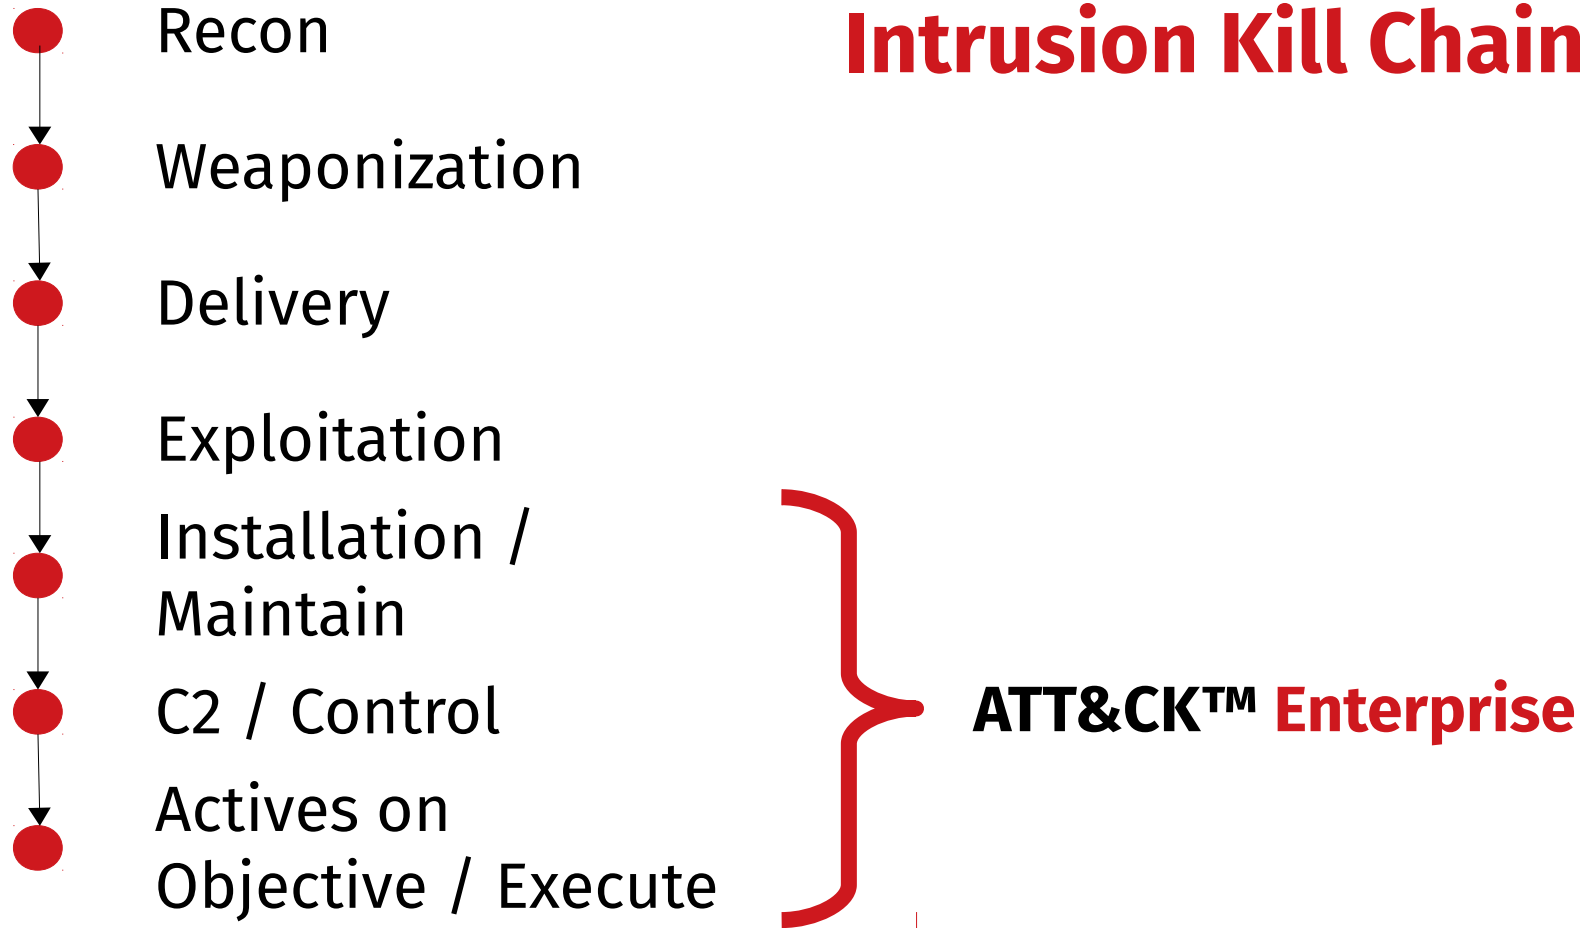 Intrusion Kill Chain
Recon
Weaponization
Delivery
Exploitation
Installation /
Maintain
C2 / Control
Actives on
Objective / Execute
ATT&CK™ Enterprise